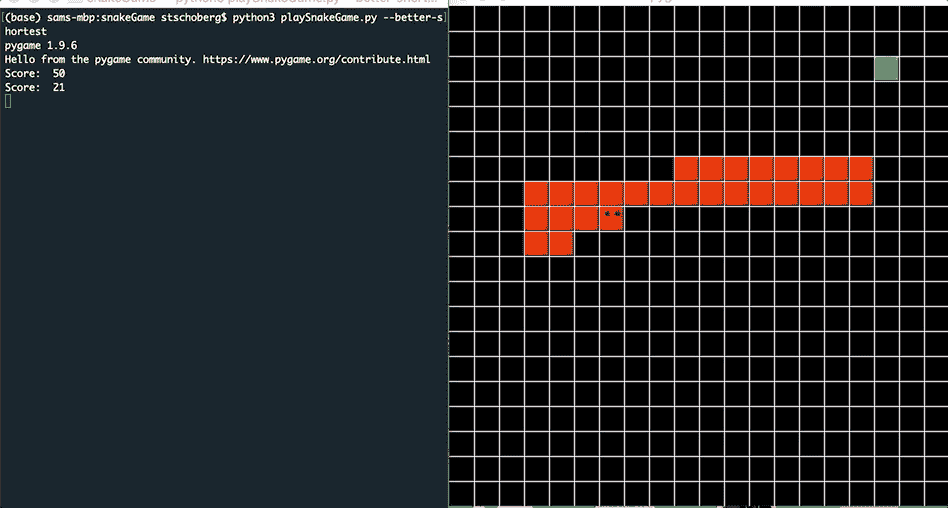 (base) sams-mbp:snakeGame stschoberg$ python3 playSnakeGame.py --better-s
hortest
pygame 1.9.6
Hello from the pygame community. https://www.pygame.org/contribute.html
Score:  50
Score:  21